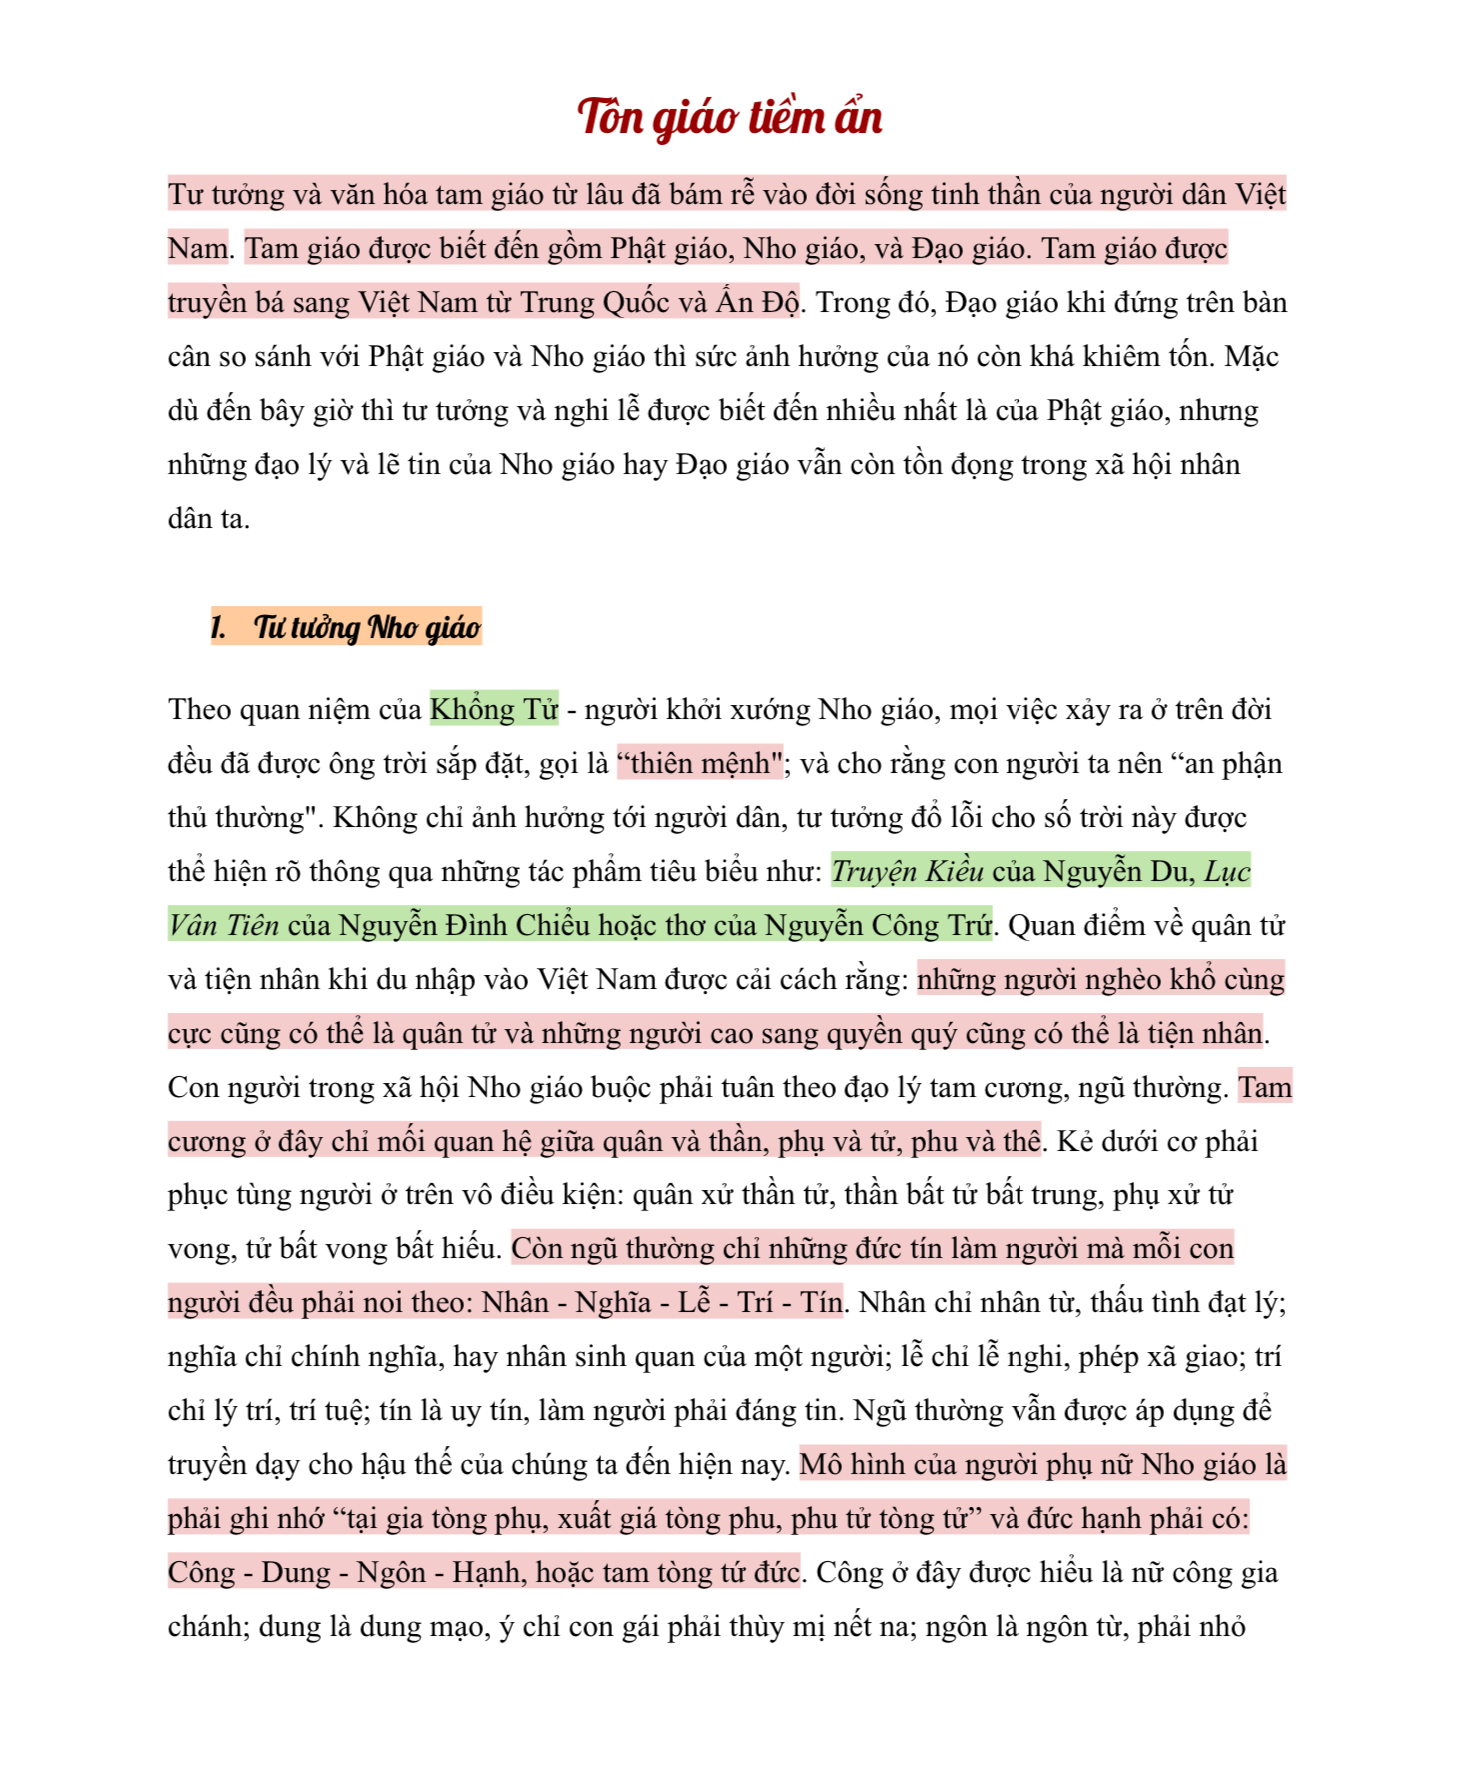 Tôn giáo tiềm ẩn
Tư tưởng và văn hóa tam giáo từ lâu đã bám rễ vào đời sống tinh thần của người dân Việt
Nam. Tam giáo được biết đến gồm Phật giáo, Nho giáo, và Đạo giáo. Tam giáo được
truyền bá sang Việt Nam từ Trung Quốc và Ấn Độ. Trong đó, Đạo giáo khi đứng trên bàn
cân so sánh với Phật giáo và Nho giáo thì sức ảnh hưởng của nó còn khá khiêm tốn. Mặc
dù đến bây giờ thì tư tưởng và nghi lễ được biết đến nhiều nhất là của Phật giáo, nhưng
những đạo lý và lẽ tin của Nho giáo hay Đạo giáo vẫn còn tồn đọng trong xã hội nhân
dân ta.
1. Tư tưởng Nho giáo
Theo quan niệm của Khổng Tử - người khởi xướng Nho giáo, mọi việc xảy ra ở trên đời
đều đã được ông trời sắp đặt, gọi là “thiên mệnh"; và cho rằng con người ta nên “an phận
thủ thường". Không chỉ ảnh hưởng tới người dân, tư tưởng đổ lỗi cho số trời này được
thể hiện rõ thông qua những tác phẩm tiêu biểu như: Truyện Kiều của Nguyễn Du, Lục
Vân Tiên của Nguyễn Đình Chiểu hoặc thơ của Nguyễn Công Trứ. Quan điểm về quân tử
và tiện nhân khi du nhập vào Việt Nam được cải cách rằng: những người nghèo khổ cùng
cực cũng có thể là quân tử và những người cao sang quyền quý cũng có thể là tiện nhân.
Con người trong xã hội Nho giáo buộc phải tuân theo đạo lý tam cương, ngũ thường. Tam
cương ở đây chỉ mối quan hệ giữa quân và thần, phụ và tử, phu và thê. Kẻ dưới cơ phải
phục tùng người ở trên vô điều kiện: quân xử thần tử, thần bất tử bất trung, phụ xử tử
vong, tử bất vong bất hiếu. Còn ngũ thường chỉ những đức tín làm người mà mỗi con
người đều phải noi theo: Nhân - Nghĩa - Lễ - Trí - Tín. Nhân chỉ nhân từ, thấu tình đạt lý;
nghĩa chỉ chính nghĩa, hay nhân sinh quan của một người; lễ chỉ lễ nghi, phép xã giao; trí
chỉ lý trí, trí tuệ; tín là uy tín, làm người phải đáng tin. Ngũ thường vẫn được áp dụng để
truyền dạy cho hậu thế của chúng ta đến hiện nay. Mô hình của người phụ nữ Nho giáo là
phải ghi nhớ “tại gia tòng phụ, xuất giá tòng phu, phu tử tòng tử” và đức hạnh phải có:
Công - Dung - Ngôn - Hạnh, hoặc tam tòng tứ đức. Công ở đây được hiểu là nữ công gia
chánh; dung là dung mạo, ý chỉ con gái phải thùy mị nết na; ngôn là ngôn từ, phải nhỏ